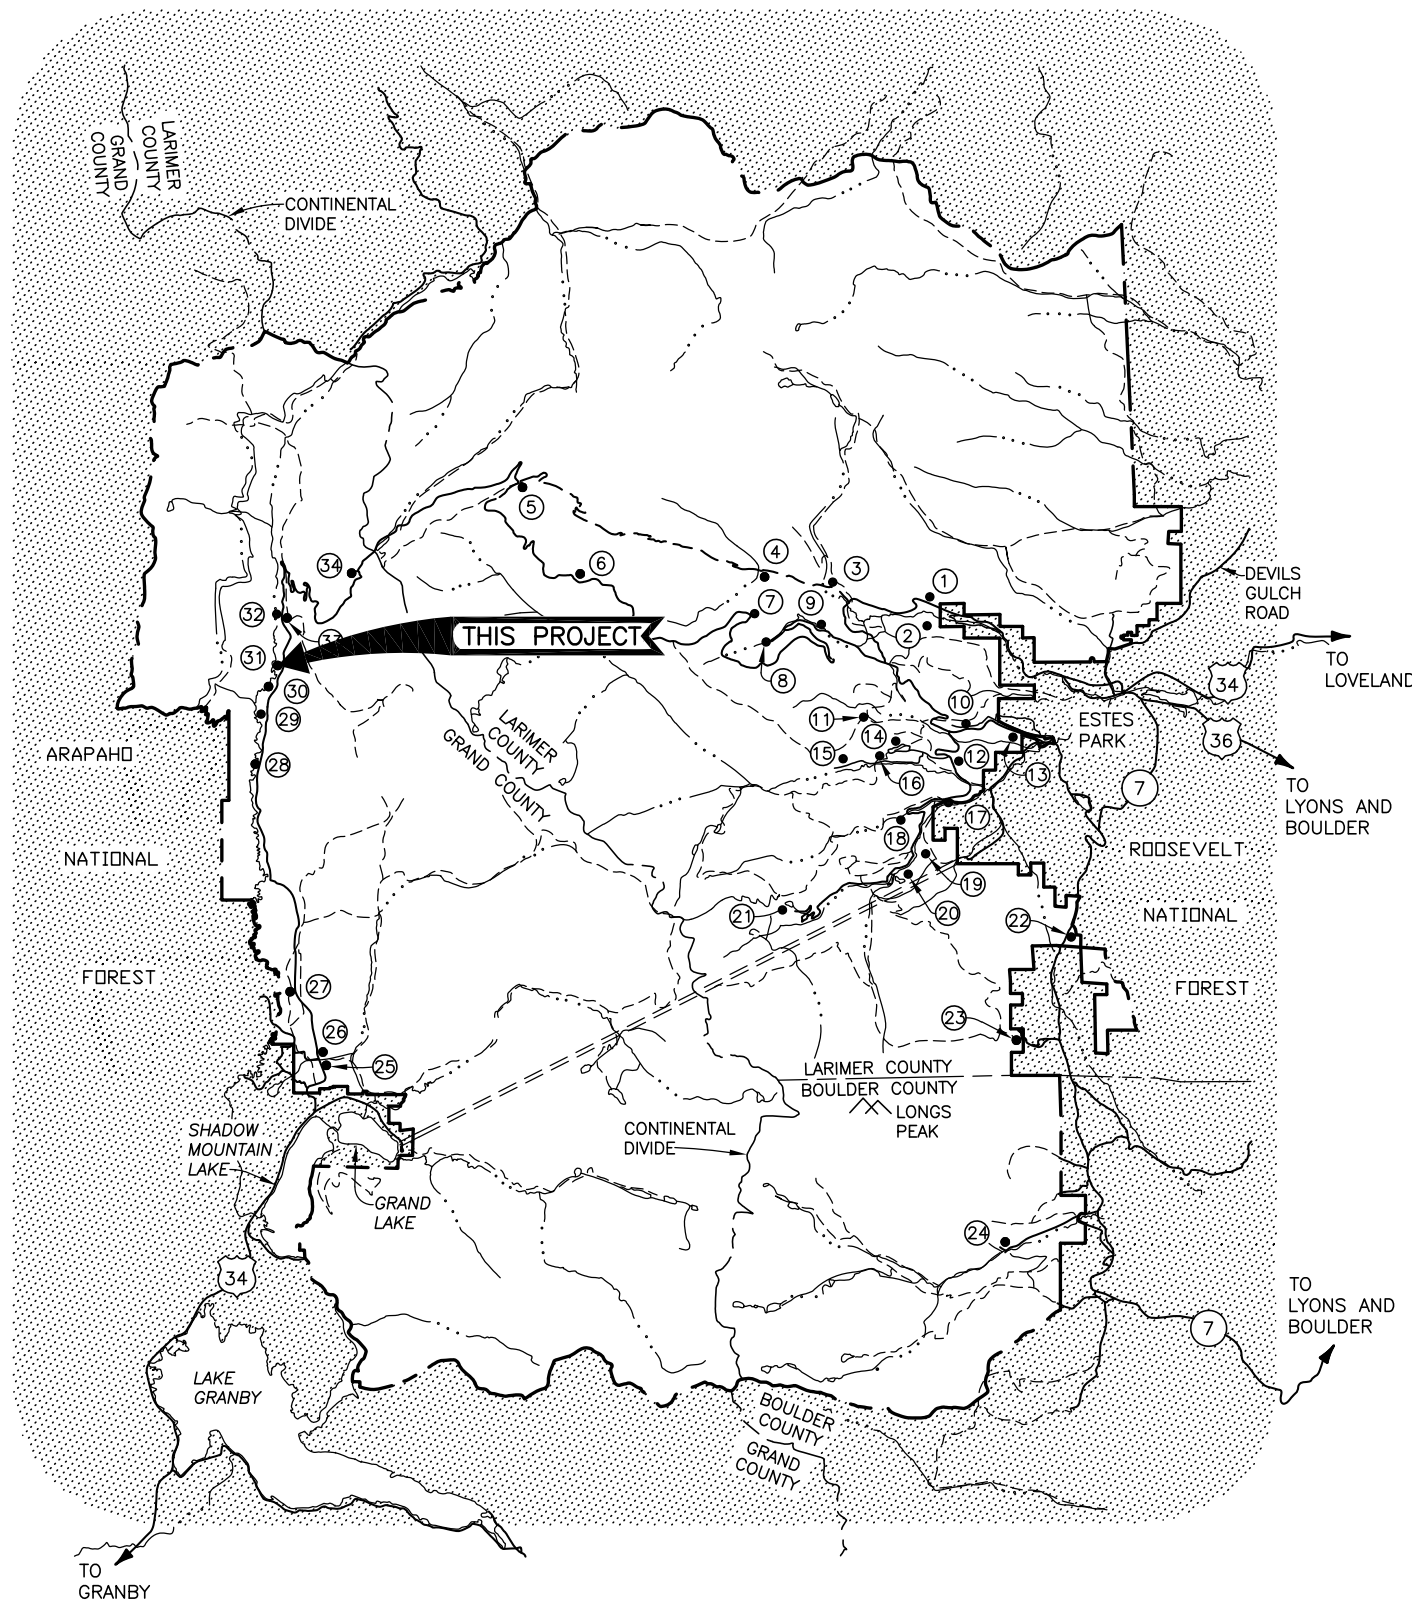 LARIMER
COUNTY
GRAND
COUNTY
CONTINENTAL
DIVIDE
5
34
6
4
3
1
7
9
2
32
33
THIS PROJECT
DEVILS
GULCH
ROAD
34
TO
LOVELAND
31
8
30
10
ESTES
PARK
36
29
11
14
LARIMER
COUNTY
GRAND COUNTY
ARAPAHO
28
15
12
13
16
7
TO
LYONS AND
BOULDER
17
18
ROOSEVELT
NATIONAL
19
20
21
22
NATIONAL
FOREST
27
FOREST
23
26
25
LARIMER COUNTY
BOULDER COUNTY
LONGS
PEAK
CONTINENTAL
DIVIDE
SHADOW
MOUNTAIN
LAKE
GRAND
LAKE
24
34
TO
LYONS AND
BOULDER
7
LAKE
GRANBY
BOULDER
COUNTY
GRAND
COUNTY
TO
GRANBY